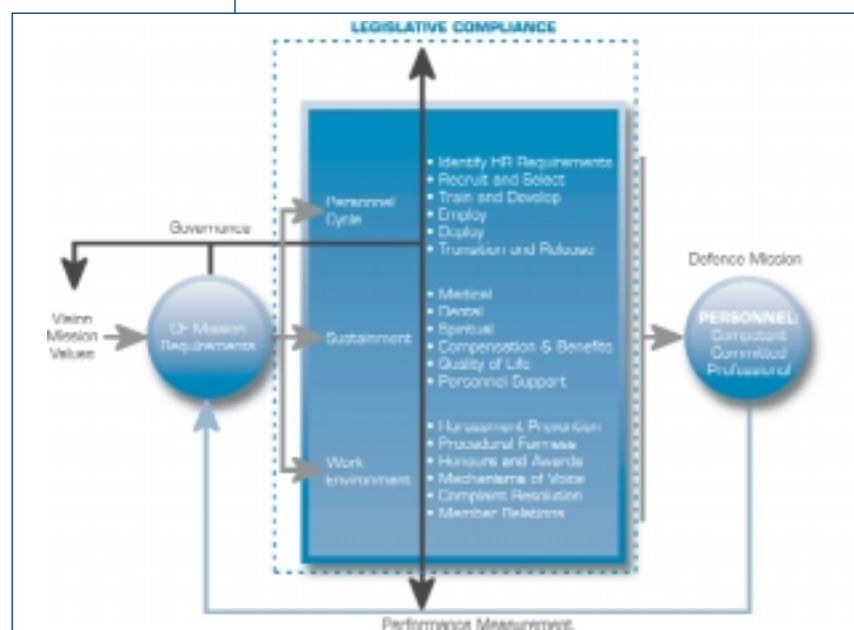 LEGISLATIVE COMPLIANCE
Governance
Vision
Mission
Values
CF Mission
Requirements
Personnel
Cycle
• Identify HR Requirements
• Recruit and Select
• Train and Develop
• Employ
• Deploy
• Transition and Release
Sustainment
• Medical
• Dental
• Spiritual
• Compensation & Benefits
• Quality of Life
• Personnel Support
Work
Environment
• Harassment Prevention
• Procedural Fairness
• Honours and Awards
• Mechanisms of Voice
• Complaint Resolution
• Member Relations
Defence Mission
PERSONNEL:
Competent
Committed
Professional
Performance Measurement